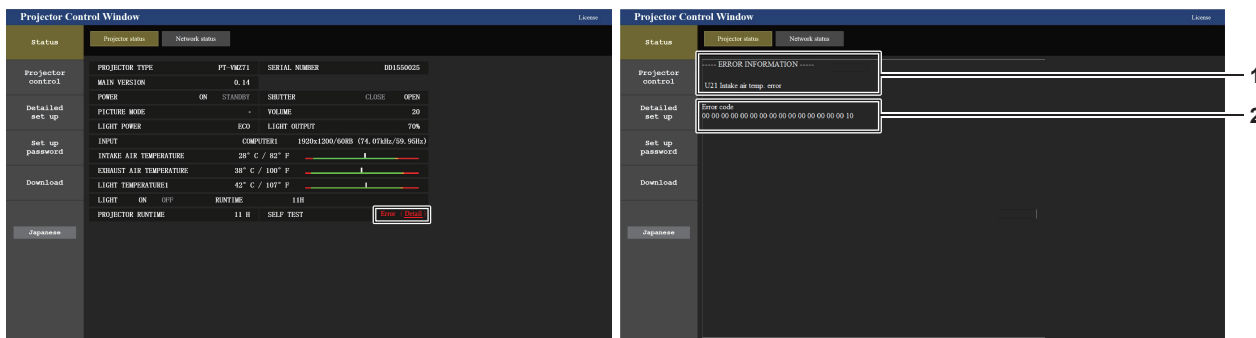 Projector Control Window License
Status
Projector status Network status
Projector
control
Detailed
set up
Set up
password
Download
Japanese
PROJECTOR TYPE PT-VMZ71 SERIAL NUMBER DD1550025
MAIN VERSION 0.14
POWER ON STANDBY SHUTTER CLOSE OPEN
PICTURE MODE - VOLUME 20
LIGHT POWER ECO LIGHT OUTPUT 70%
INPUT COMPUTER1 1920x1200/60RB (74.07kHz/59.95Hz)
INTAKE AIR TEMPERATURE 28° C / 82° F
EXHAUST AIR TEMPERATURE 38° C / 100° F
LIGHT TEMPERATURE1 42° C / 107° F
LIGHT ON OFF RUNTIME 11H
PROJECTOR RUNTIME 11 H SELF TEST Error | Detail
Projector Control Window License
Status
Projector status Network status
Projector
control
Detailed
set up
Set up
password
Download
Japanese
----- ERROR INFORMATION -----
U21 Intake air temp. error
Error code
00 00 00 00 00 00 00 00 00 00 00 00 00 00 00 10
1
2